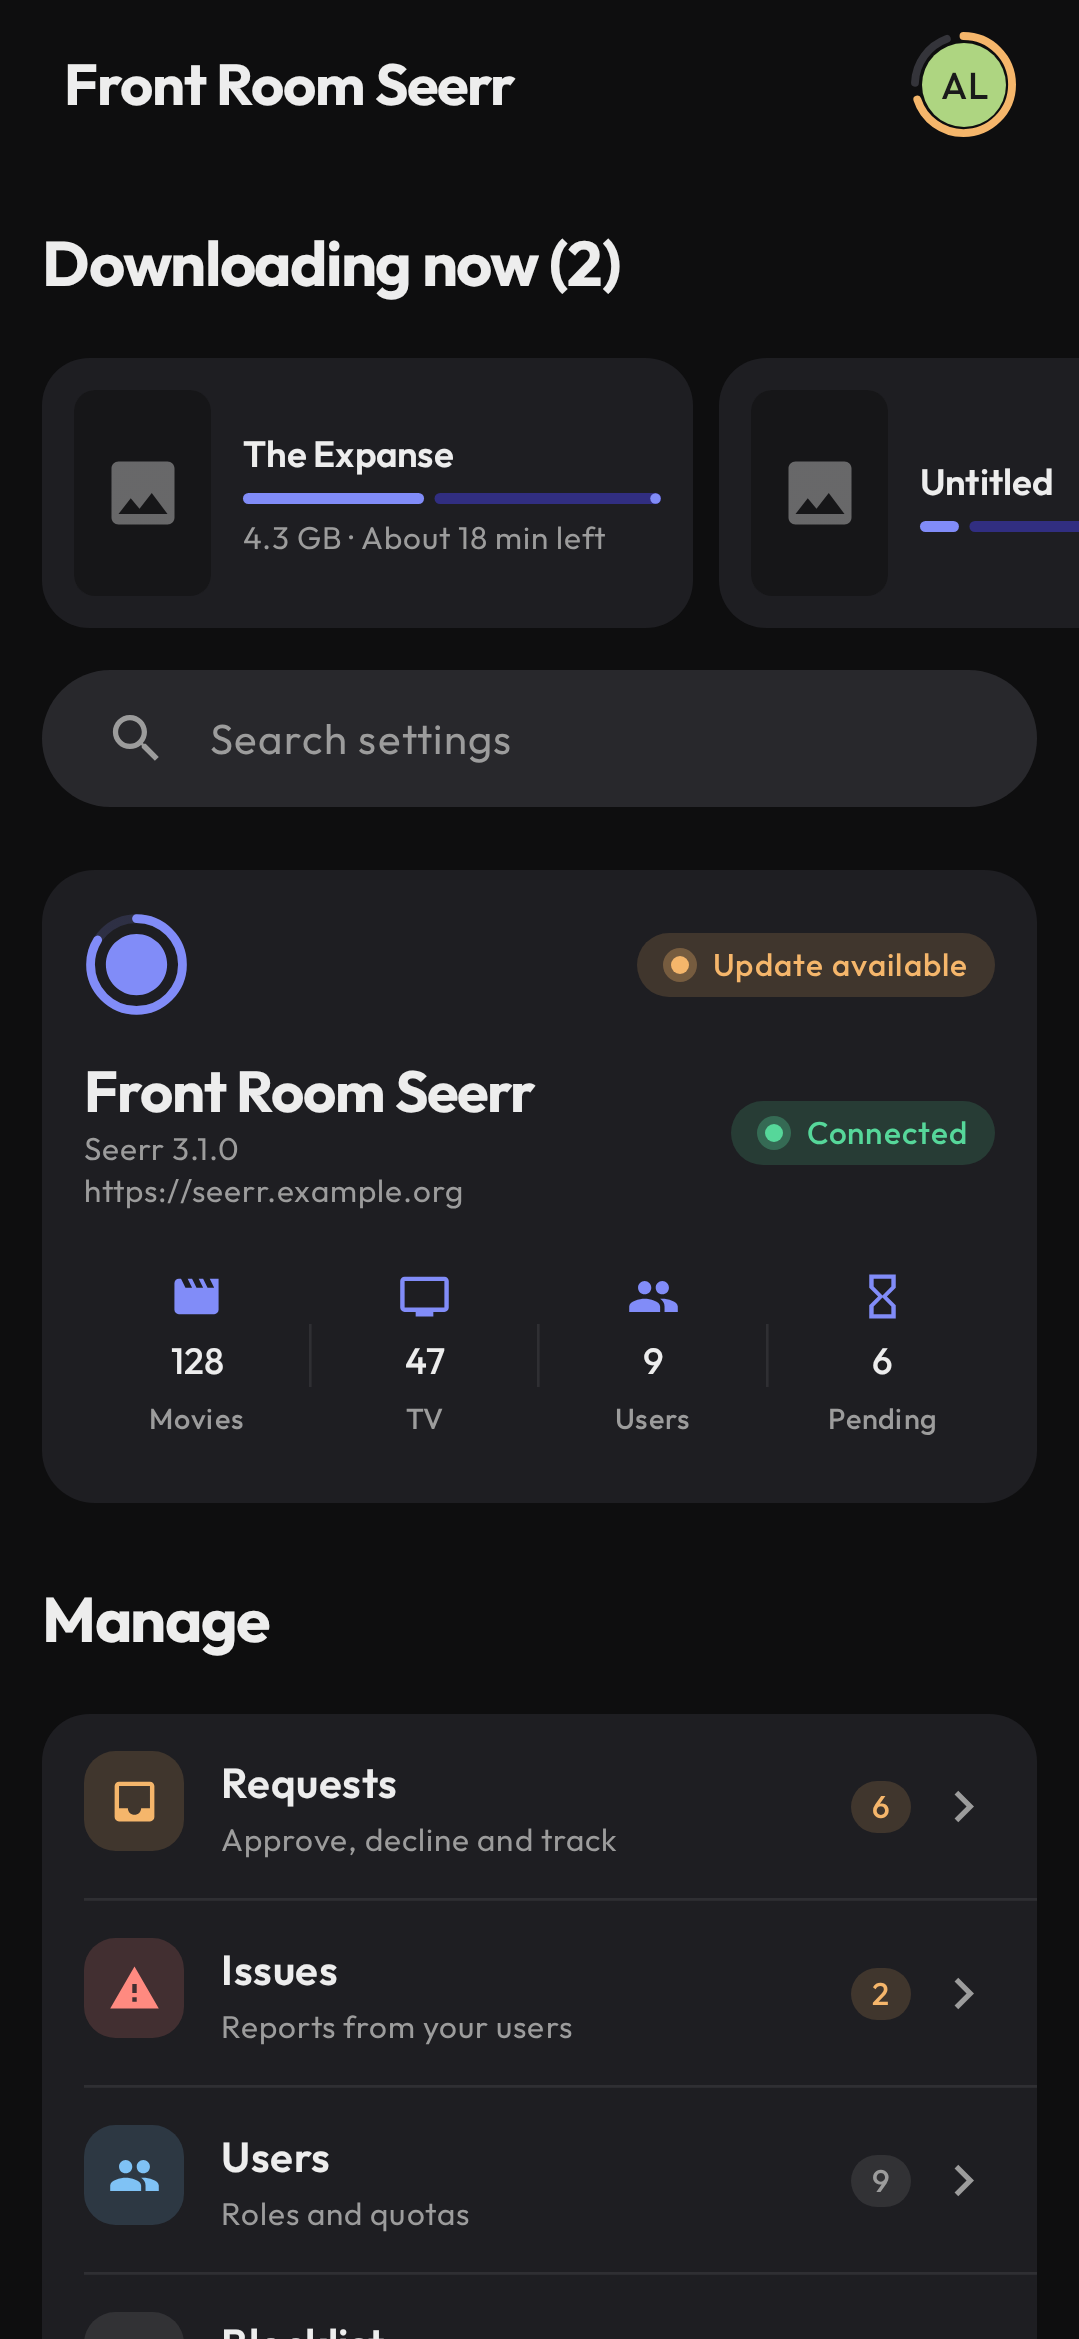 Front Room Seerr
AL
Downloading now (2)
The Expanse
4.3 GB · About 18 min left
Untitled
Search settings
Update available
Front Room Seerr
Seerr 3.1.0
https://seerr.example.org
Connected
128
Movies
47
TV
9
Users
6
Pending
Manage
Requests
Approve, decline and track
6
Issues
Reports from your users
2
Users
Roles and quotas
9
Blocklist